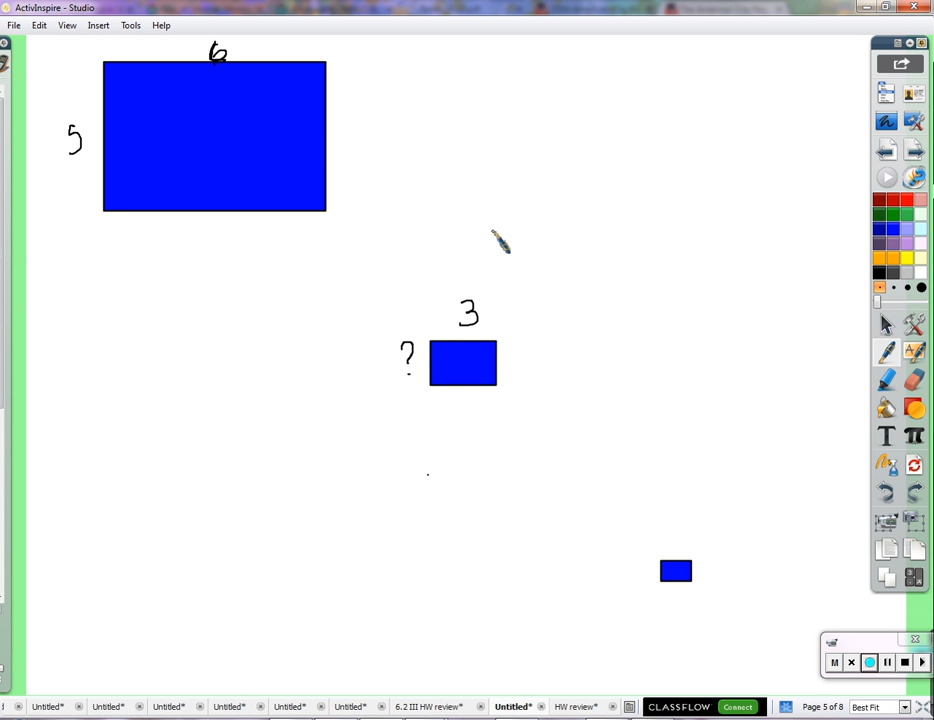 ActivInspire - Studio
File Edit View Insert Tools Help
6
5
3
?
Untitled* Untitled* Untitled* Untitled* Untitled* Untitled* 6.2 III HW review* Untitled* HW review* CLASSFLOW Connect Page 5 of 8 Best Fit
M